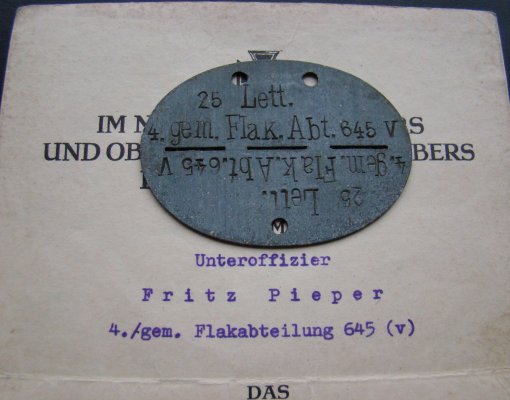 25 Lett.
4. gem. Flak. Abt. 645 V
4. gem. Flak. Abt. 645 V
25 Lett.
M
IM N
RS
UND OB
BERS
Unteroffizier
Fritz Pieper
4./gem. Flakabteilung 645 (v)
DAS